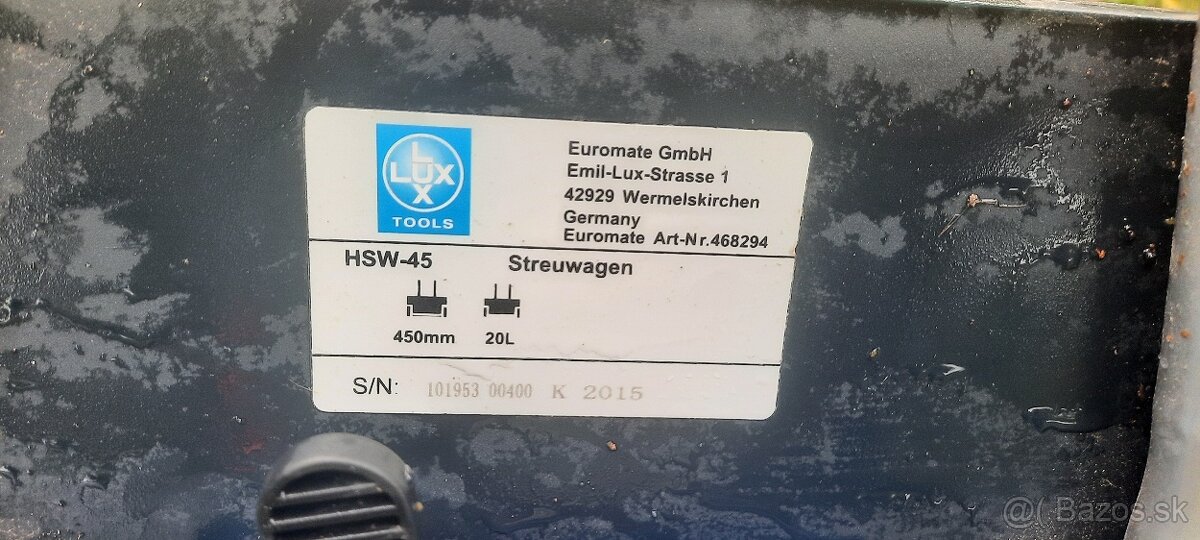 LUX
LUX
TOOLS
Euromate GmbH
Emil-Lux-Strasse 1
42929 Wermelskirchen
Germany
Euromate Art-Nr.468294
HSW-45 Streuwagen
450mm 20L
S/N: 101953 00400 K 2015
@( Bazos.sk